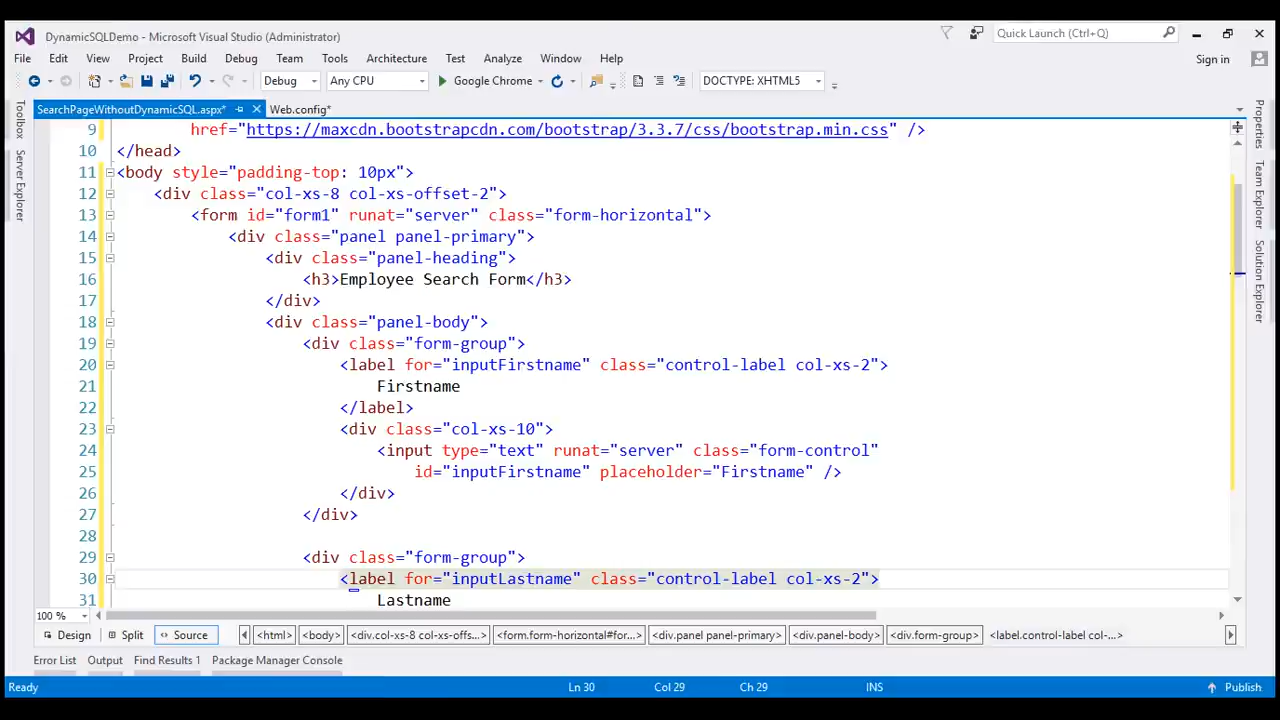 DynamicSQLDemo - Microsoft Visual Studio (Administrator)
Quick Launch (Ctrl+Q)
File Edit View Project Build Debug Team Tools Architecture Test Analyze Window Help
Sign in
Debug Any CPU Google Chrome DOCTYPE: XHTML5
SearchPageWithoutDynamicSQL.aspx* Web.config*
Toolbox
Server Explorer
Properties
Team Explorer
Solution Explorer
9 href="https://maxcdn.bootstrapcdn.com/bootstrap/3.3.7/css/bootstrap.min.css" />
10 </head>
11 <body style="padding-top: 10px">
12 <div class="col-xs-8 col-xs-offset-2">
13 <form id="form1" runat="server" class="form-horizontal">
14 <div class="panel panel-primary">
15 <div class="panel-heading">
16 <h3>Employee Search Form</h3>
17 </div>
18 <div class="panel-body">
19 <div class="form-group">
20 <label for="inputFirstname" class="control-label col-xs-2">
21 Firstname
22 </label>
23 <div class="col-xs-10">
24 <input type="text" runat="server" class="form-control"
25 id="inputFirstname" placeholder="Firstname" />
26 </div>
27 </div>
28
29 <div class="form-group">
30 <label for="inputLastname" class="control-label col-xs-2">
31 Lastname
100 %
Design Split Source <html> <body> <div.col-xs-8 col-xs-offs...> <form.form-horizontal#for...> <div.panel panel-primary> <div.panel-body> <div.form-group> <label.control-label col-...>
Error List Output Find Results 1 Package Manager Console
Ready Ln 30 Col 29 Ch 29 INS Publish